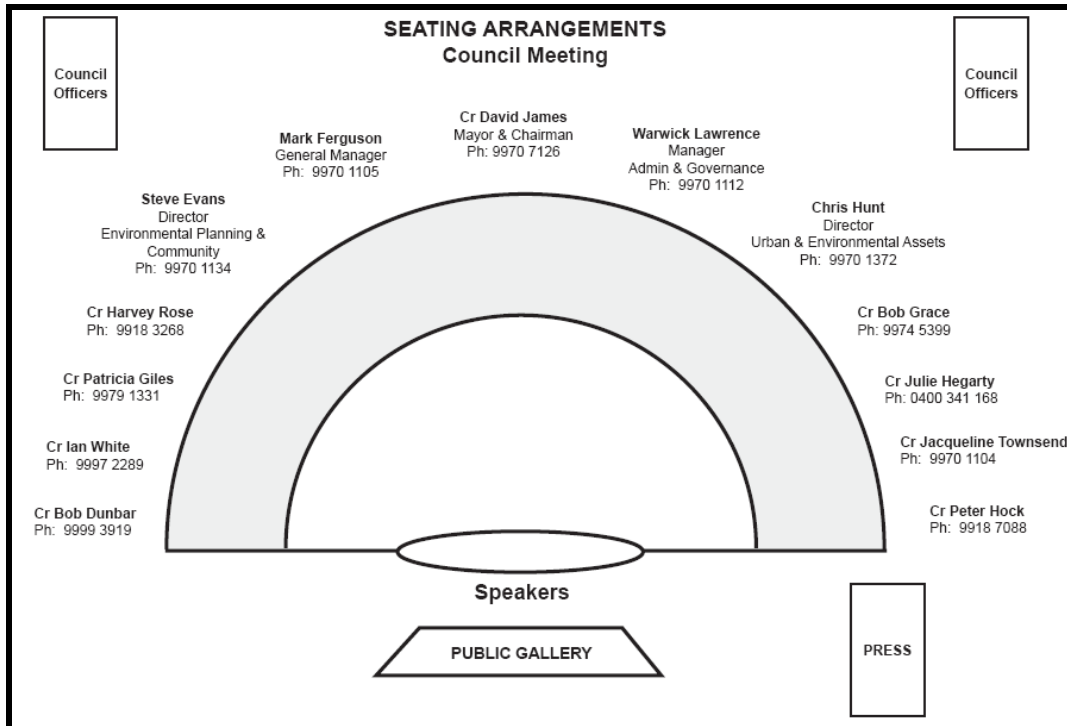 SEATING ARRANGEMENTS
Council Meeting
Council
Officers
Council
Officers
Cr David James
Mayor & Chairman
Ph: 9970 7126
Mark Ferguson
General Manager
Ph: 9970 1105
Warwick Lawrence
Manager
Admin & Governance
Ph: 9970 1112
Steve Evans
Director
Environmental Planning &
Community
Ph: 9970 1134
Chris Hunt
Director
Urban & Environmental Assets
Ph: 9970 1372
Cr Harvey Rose
Ph: 9918 3268
Cr Bob Grace
Ph: 9974 5399
Cr Patricia Giles
Ph: 9979 1331
Cr Julie Hegarty
Ph: 0400 341 168
Cr Ian White
Ph: 9997 2289
Cr Jacqueline Townsend
Ph: 9970 1104
Cr Bob Dunbar
Ph: 9999 3919
Cr Peter Hock
Ph: 9918 7088
Speakers
PUBLIC GALLERY
PRESS